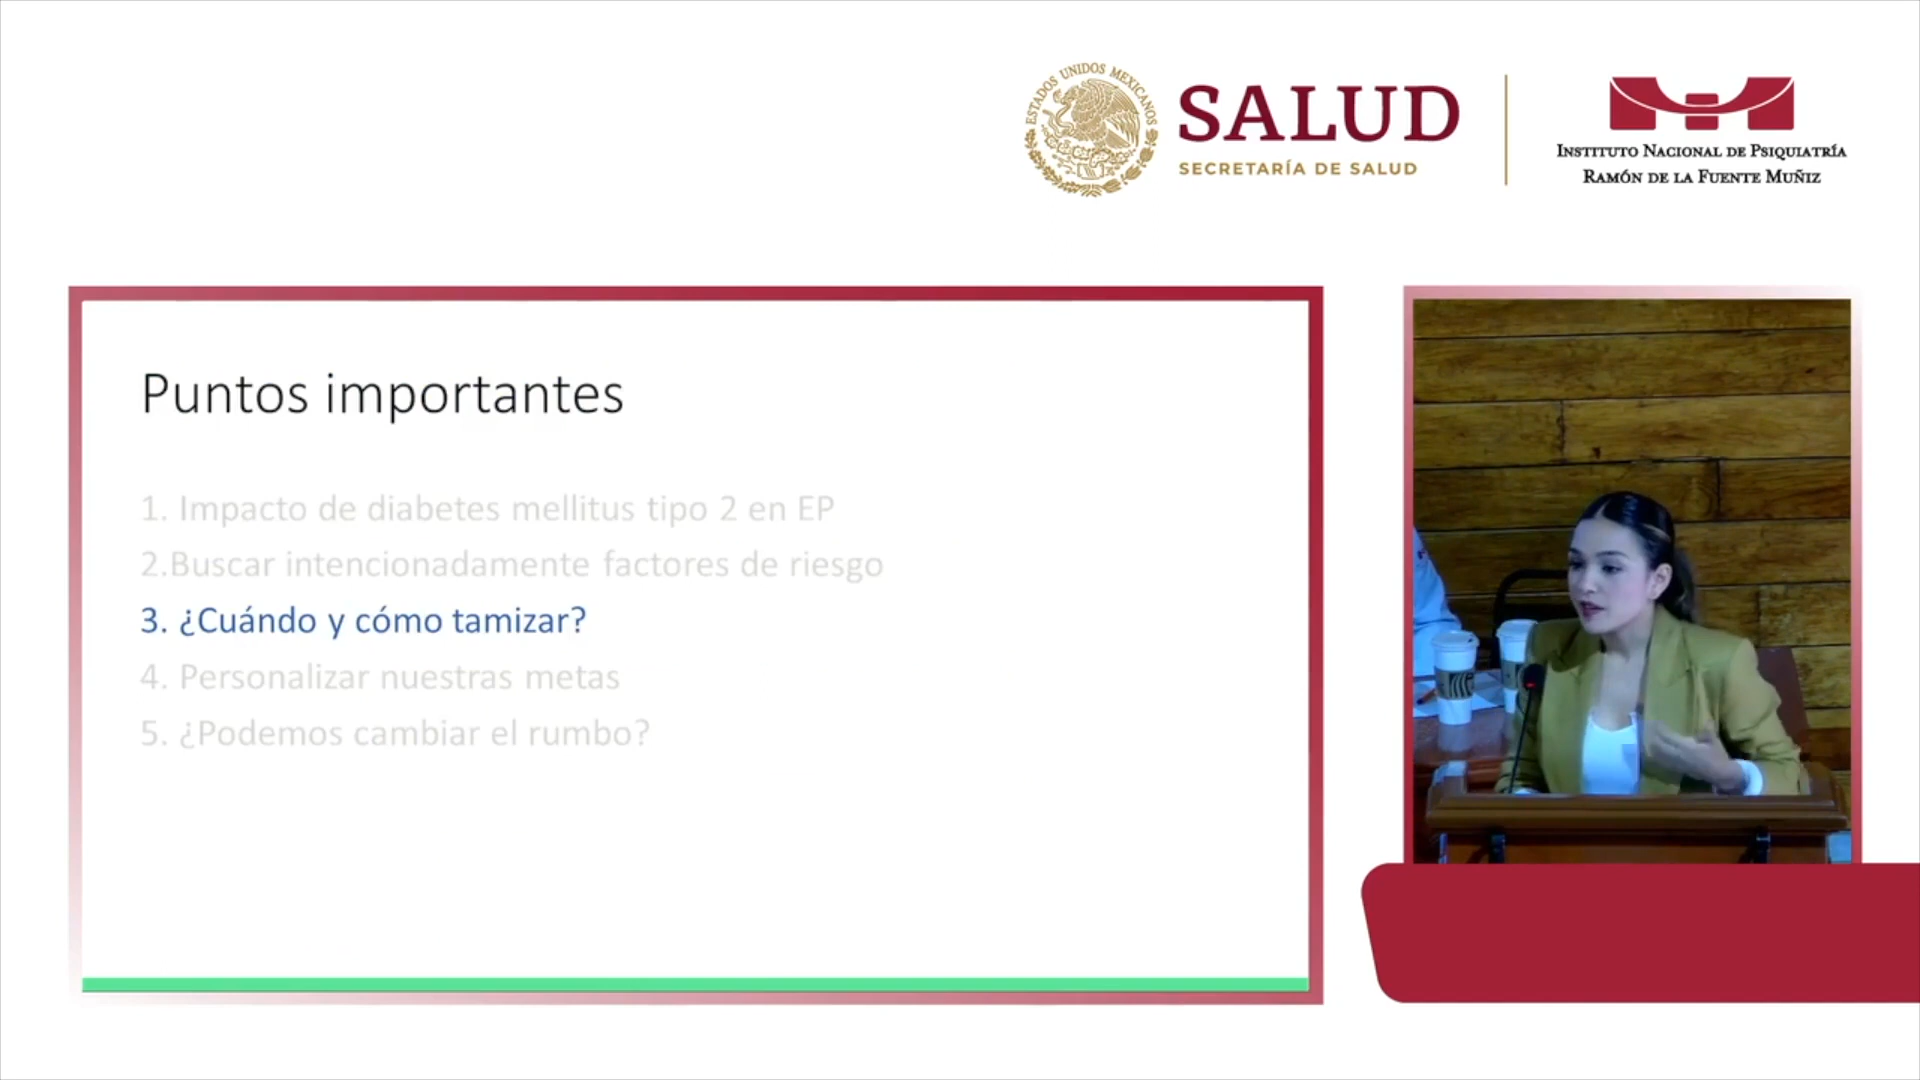 ESTADOS UNIDOS MEXICANOS
SALUD
SECRETARÍA DE SALUD
INSTITUTO NACIONAL DE PSIQUIATRÍA
RAMÓN DE LA FUENTE MUÑIZ
Puntos importantes
1. Impacto de diabetes mellitus tipo 2 en EP
2.Buscar intencionadamente factores de riesgo
3. ¿Cuándo y cómo tamizar?
4. Personalizar nuestras metas
5. ¿Podemos cambiar el rumbo?